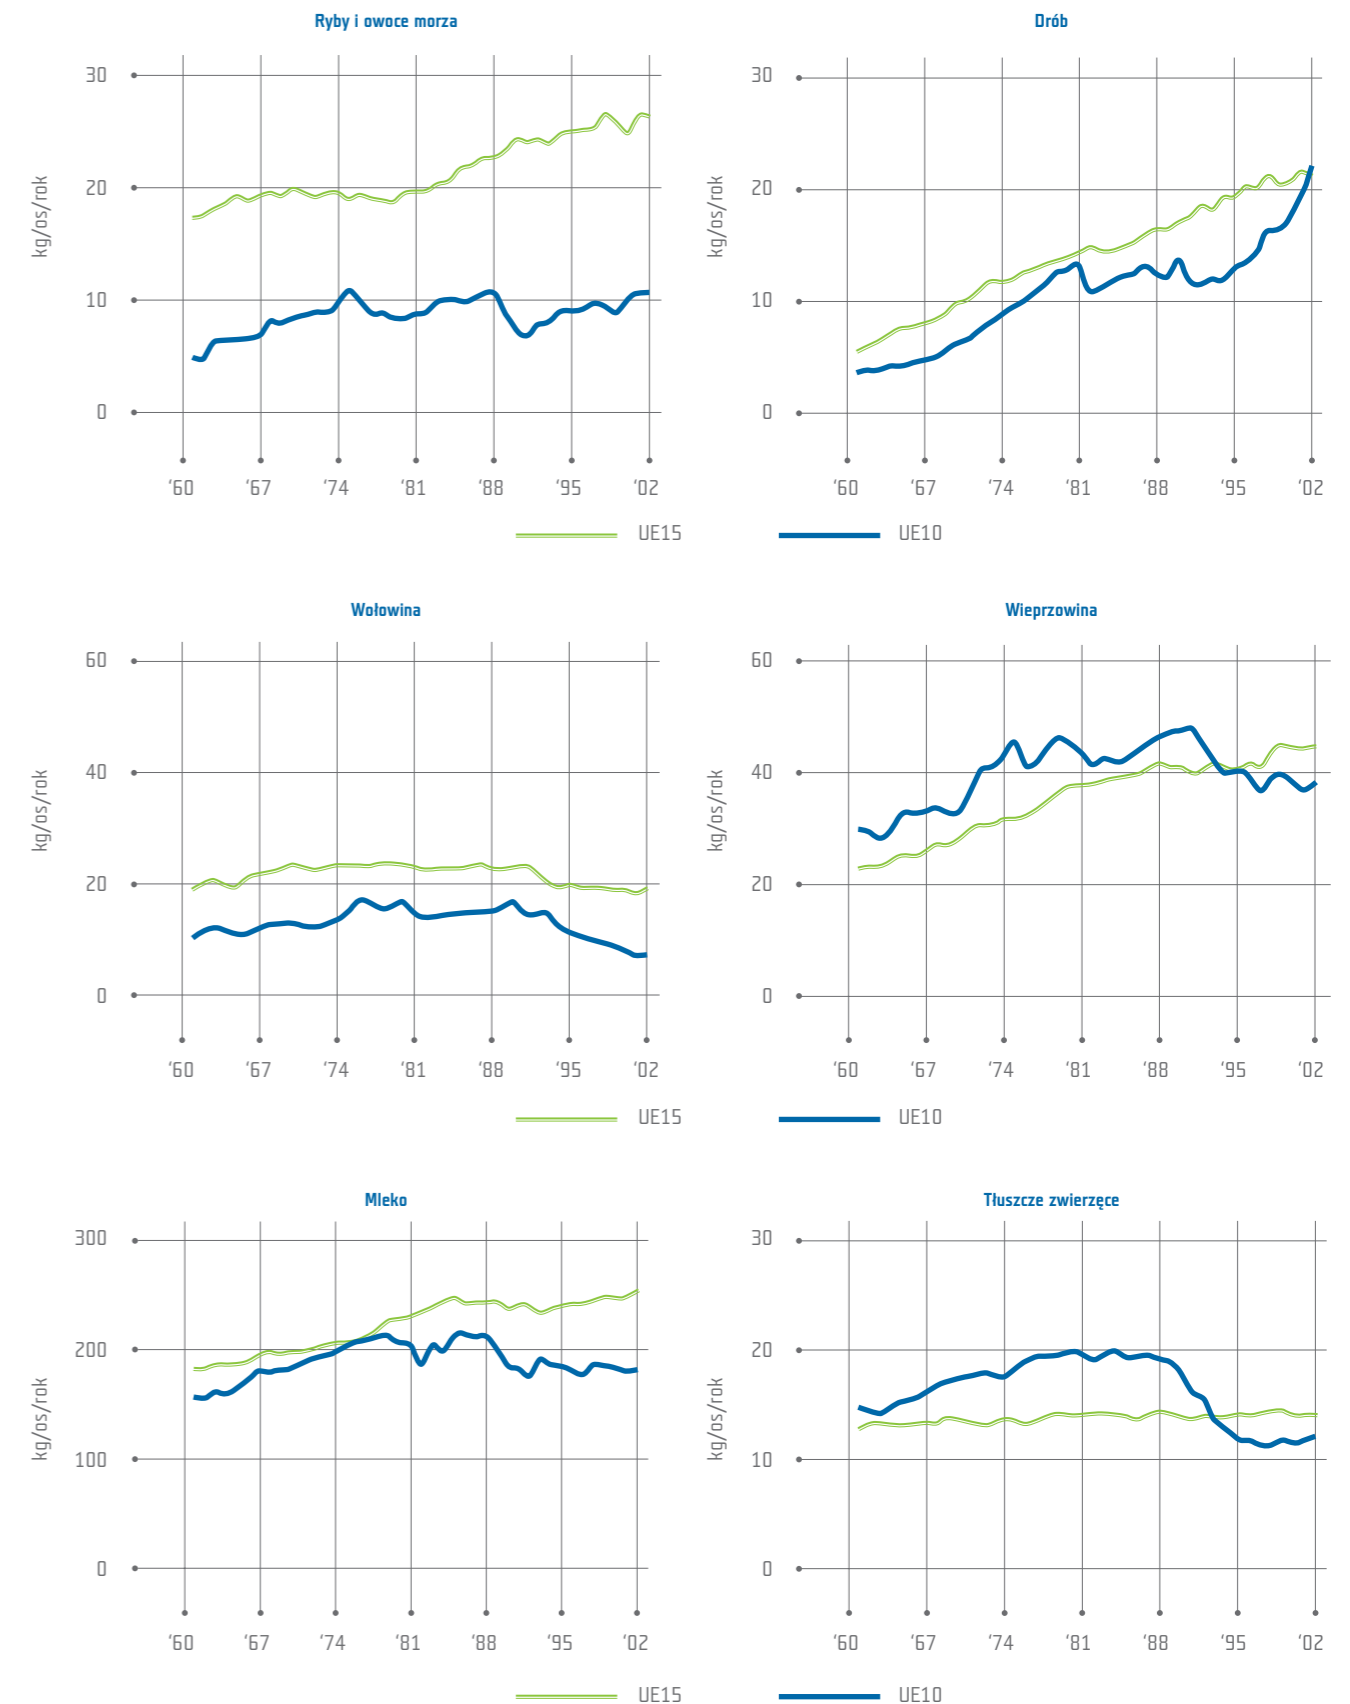 Ryby i owoce morza
Drób
30
20
10
0
kg/os/rok
‘60 ‘67 ‘74 ‘81 ‘88 ‘95 ‘02
30
20
10
0
kg/os/rok
‘60 ‘67 ‘74 ‘81 ‘88 ‘95 ‘02
UE15 UE10
Wołowina
Wieprzowina
60
40
20
0
kg/os/rok
‘60 ‘67 ‘74 ‘81 ‘88 ‘95 ‘02
60
40
20
0
kg/os/rok
‘60 ‘67 ‘74 ‘81 ‘88 ‘95 ‘02
UE15 UE10
Mleko
Tłuszcze zwierzęce
300
200
100
0
kg/os/rok
‘60 ‘67 ‘74 ‘81 ‘88 ‘95 ‘02
30
20
10
0
kg/os/rok
‘60 ‘67 ‘74 ‘81 ‘88 ‘95 ‘02
UE15 UE10